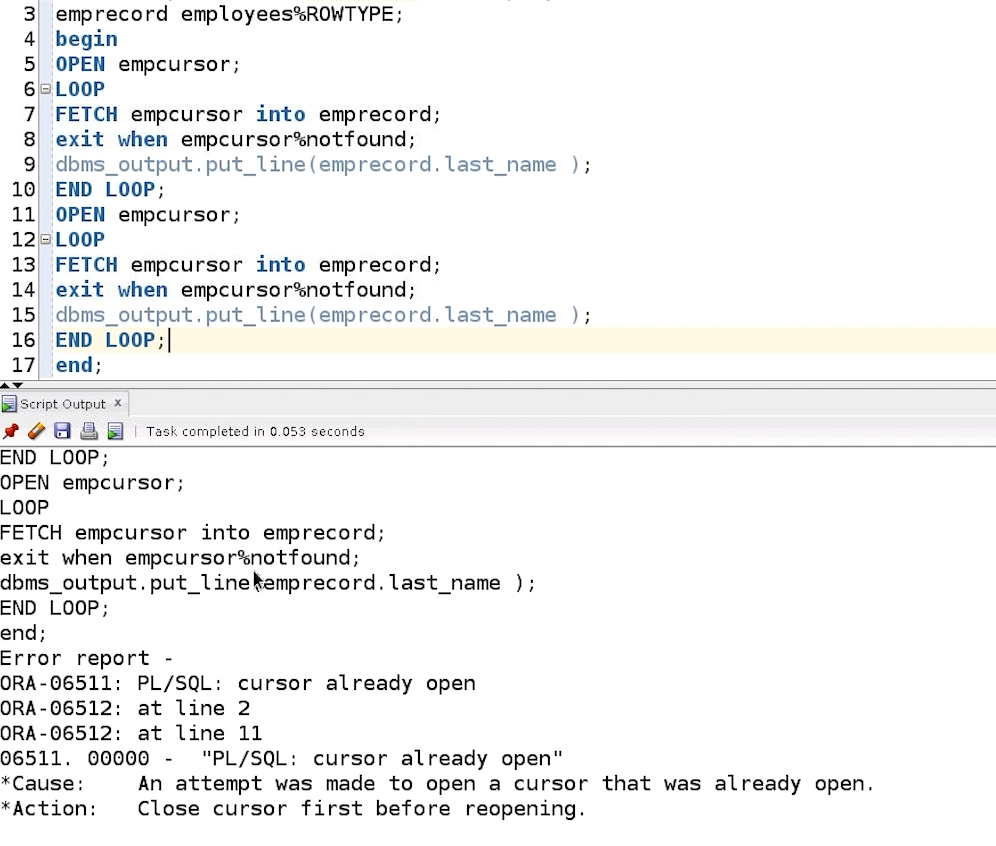 3 emprecord employees%ROWTYPE;
4 begin
5 OPEN empcursor;
6 LOOP
7 FETCH empcursor into emprecord;
8 exit when empcursor%notfound;
9 dbms_output.put_line(emprecord.last_name );
10 END LOOP;
11 OPEN empcursor;
12 LOOP
13 FETCH empcursor into emprecord;
14 exit when empcursor%notfound;
15 dbms_output.put_line(emprecord.last_name );
16 END LOOP;
17 end;
Script Output x
Task completed in 0.053 seconds
END LOOP;
OPEN empcursor;
LOOP
FETCH empcursor into emprecord;
exit when empcursor%notfound;
dbms_output.put_line(emprecord.last_name );
END LOOP;
end;
Error report -
ORA-06511: PL/SQL: cursor already open
ORA-06512: at line 2
ORA-06512: at line 11
06511. 00000 -  "PL/SQL: cursor already open"
*Cause:    An attempt was made to open a cursor that was already open.
*Action:   Close cursor first before reopening.